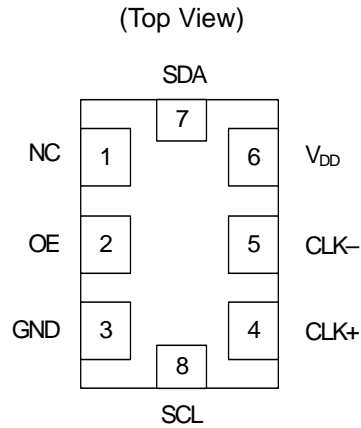 (Top View)
SDA
7
NC 1 6 VDD
OE 2 5 CLK–
GND 3 4 CLK+
8
SCL